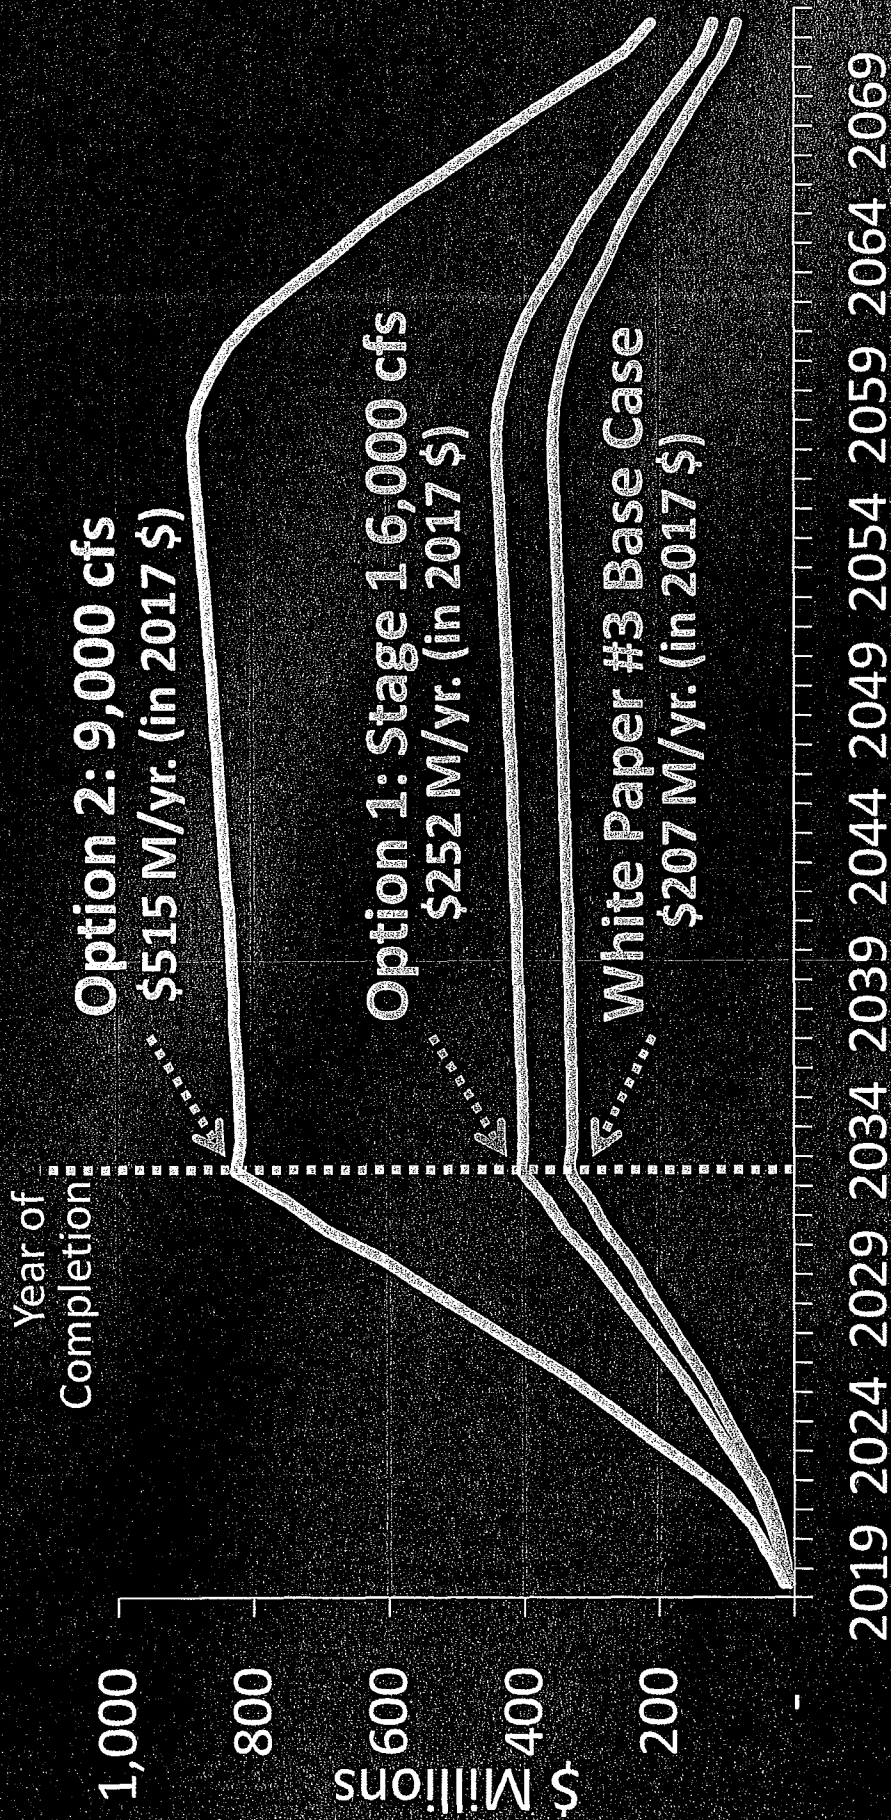 Year of
Completion
Option 2: 9,000 cfs
$515 M/yr. (in 2017 $)
Option 1: Stage 1 6,000 cfs
$252 M/yr. (in 2017 $)
White Paper #3 Base Case
$207 M/yr. (in 2017 $)
$ Millions
1,000
800
600
400
200
-
2019 2024 2029 2034 2039 2044 2049 2054 2059 2064 2069